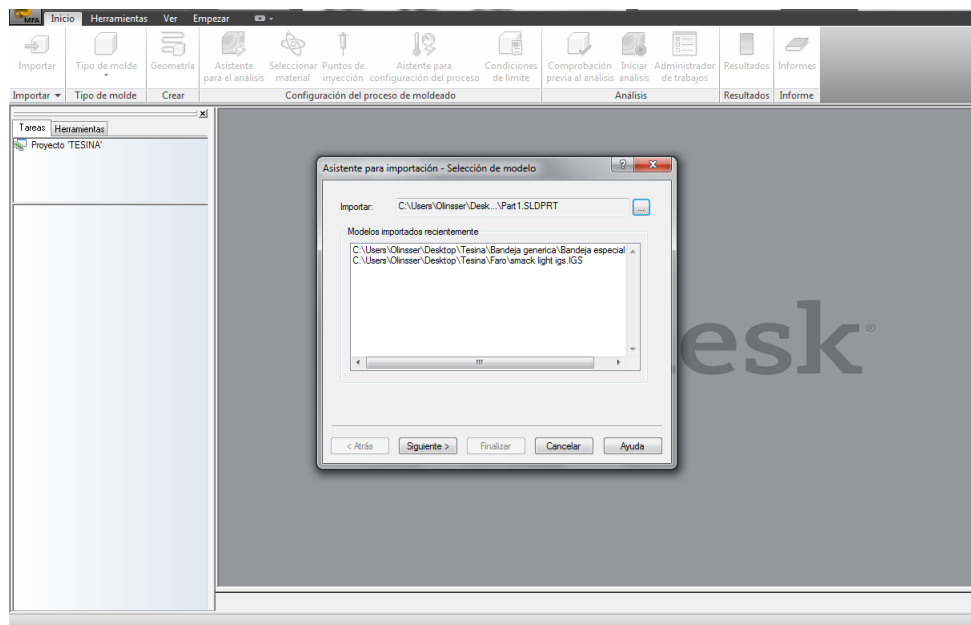 MFA Inicio Herramientas Ver Empezar
Importar
Tipo de molde
Geometría
Asistente para el análisis
Seleccionar material
Puntos de inyección
Aistente para configuración del proceso
Condiciones de límite
Comprobación previa al análisis
Iniciar análisis
Administrador de trabajos
Resultados
Informes
Importar Tipo de molde Crear Configuración del proceso de moldeado Análisis Resultados Informe
Tareas Herramientas
Proyecto 'TESINA'
Asistente para importación - Selección de modelo
Importar: C:\Users\Olinsser\Desk...\Part1.SLDPRT ...
Modelos importados recientemente
C:\Users\Olinsser\Desktop\Tesina\Bandeja generica\Bandeja especial
C:\Users\Olinsser\Desktop\Tesina\Faro\smack light igs.IGS
< Atrás Siguiente > Finalizar Cancelar Ayuda
esk®